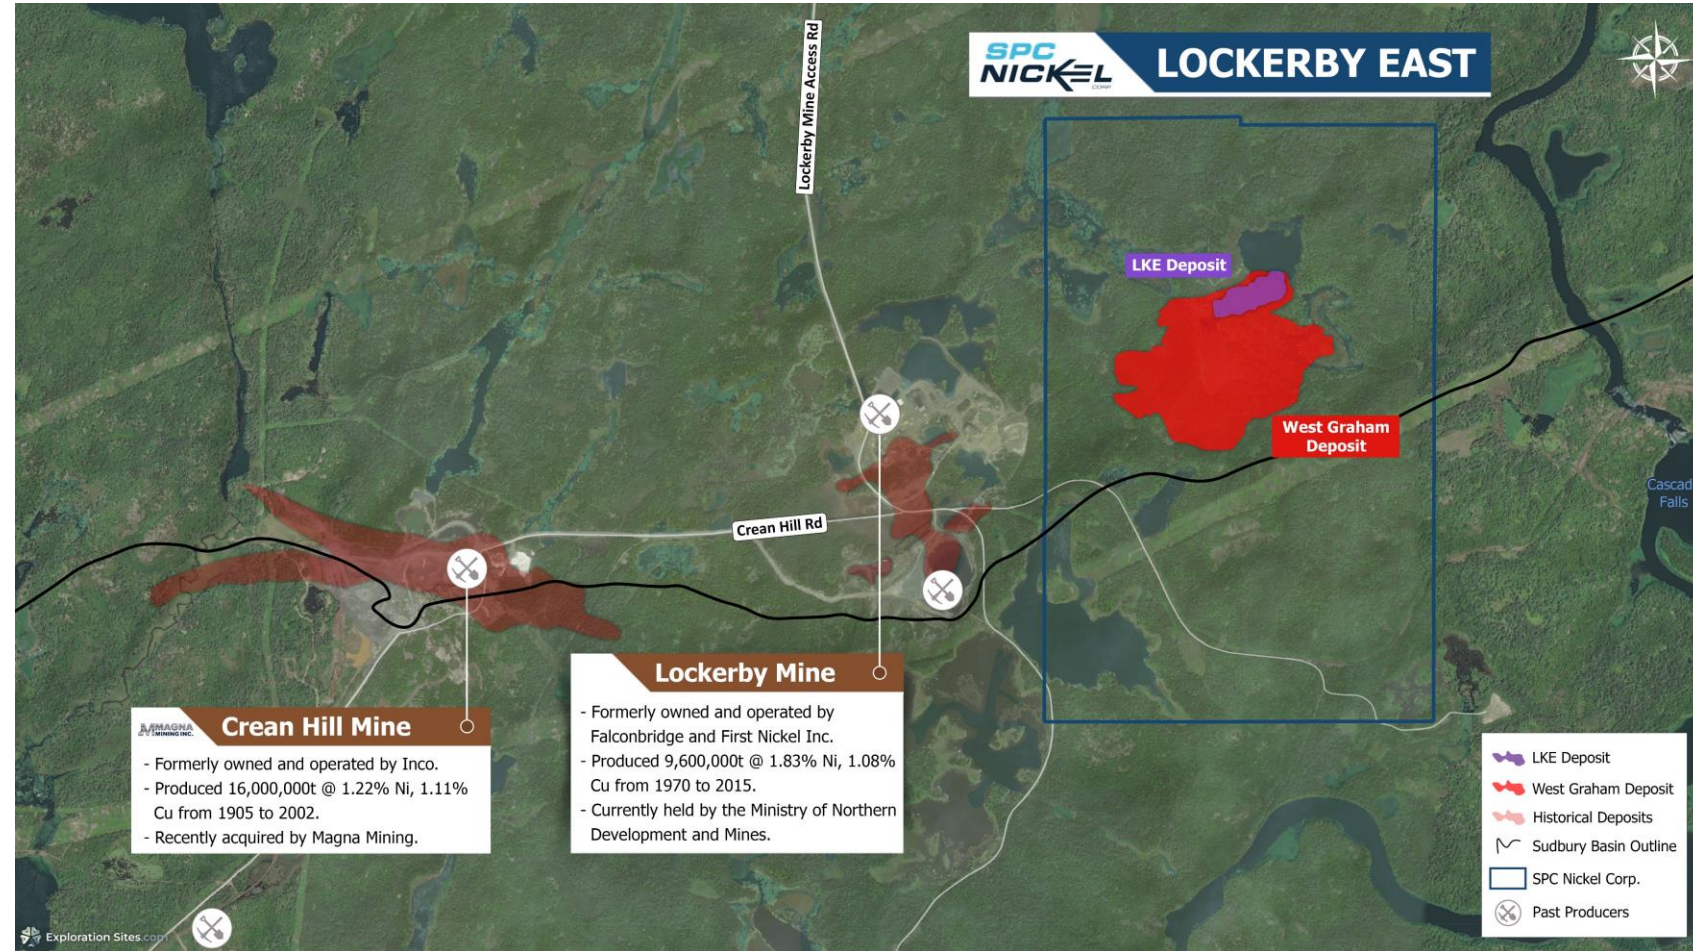 SPC
NICKEL
CORP
LOCKERBY EAST
Lockerby Mine Access Rd
LKE Deposit
West Graham
Deposit
Crean Hill Rd
Cascad
Falls
MAGNA
MINING INC.
Crean Hill Mine
- Formerly owned and operated by Inco.
- Produced 16,000,000t @ 1.22% Ni, 1.11%
Cu from 1905 to 2002.
- Recently acquired by Magna Mining.
Lockerby Mine
- Formerly owned and operated by
Falconbridge and First Nickel Inc.
- Produced 9,600,000t @ 1.83% Ni, 1.08%
Cu from 1970 to 2015.
- Currently held by the Ministry of Northern
Development and Mines.
LKE Deposit
West Graham Deposit
Historical Deposits
Sudbury Basin Outline
SPC Nickel Corp.
Past Producers
Exploration Sites.com